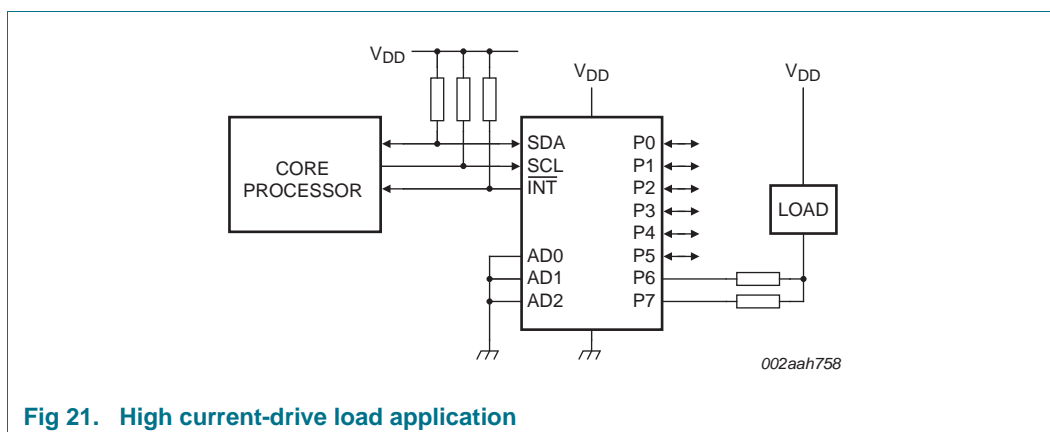 VDD
VDD
VDD
CORE
PROCESSOR
SDA
SCL
INT
AD0
AD1
AD2
P0
P1
P2
P3
P4
P5
P6
P7
LOAD
002aah758
Fig 21. High current-drive load application